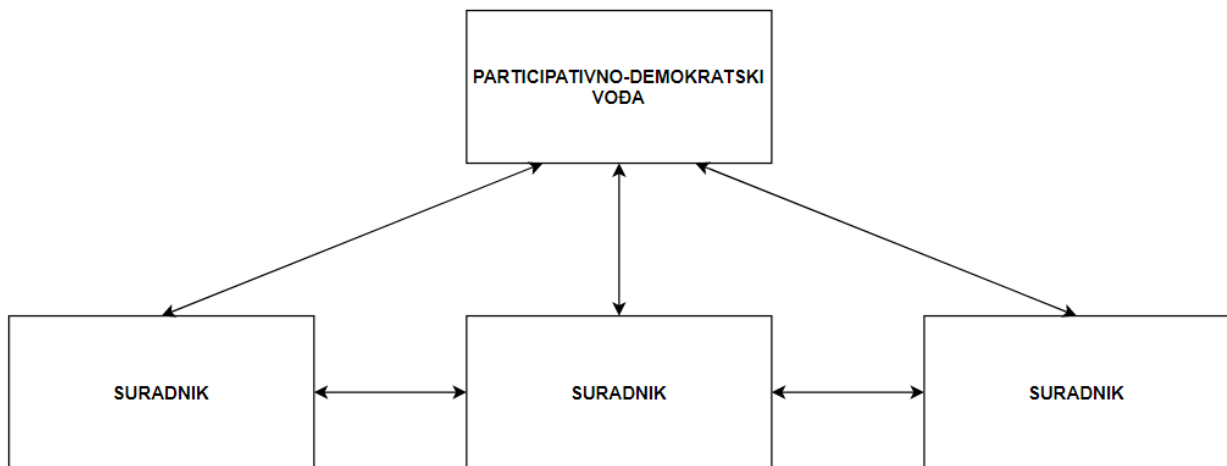 PARTICIPATIVNO-DEMOKRATSKI
VOĐA
SURADNIK
SURADNIK
SURADNIK